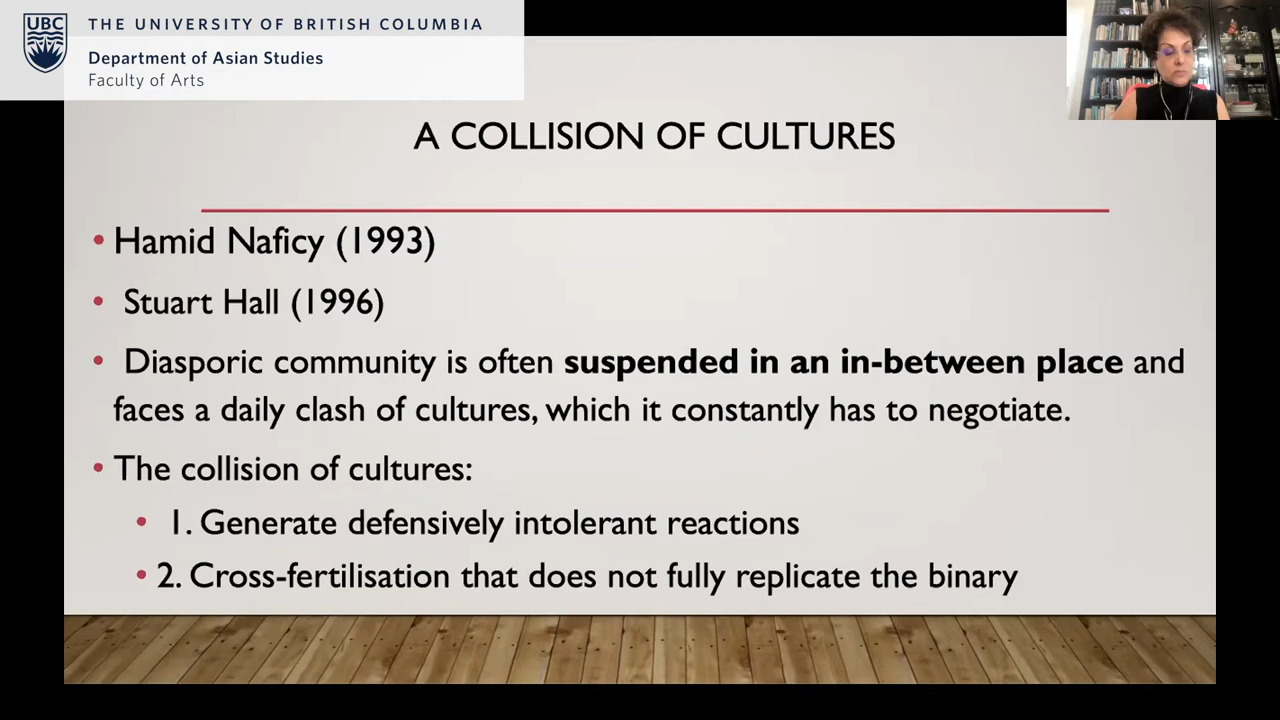 UBC
THE UNIVERSITY OF BRITISH COLUMBIA
Department of Asian Studies
Faculty of Arts
A COLLISION OF CULTURES
• Hamid Naficy (1993)
• Stuart Hall (1996)
• Diasporic community is often suspended in an in-between place and
faces a daily clash of cultures, which it constantly has to negotiate.
• The collision of cultures:
• 1. Generate defensively intolerant reactions
• 2. Cross-fertilisation that does not fully replicate the binary